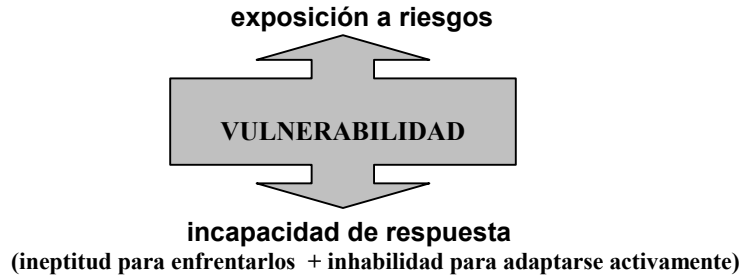 exposición a riesgos
VULNERABILIDAD
incapacidad de respuesta
(ineptitud para enfrentarlos + inhabilidad para adaptarse activamente)